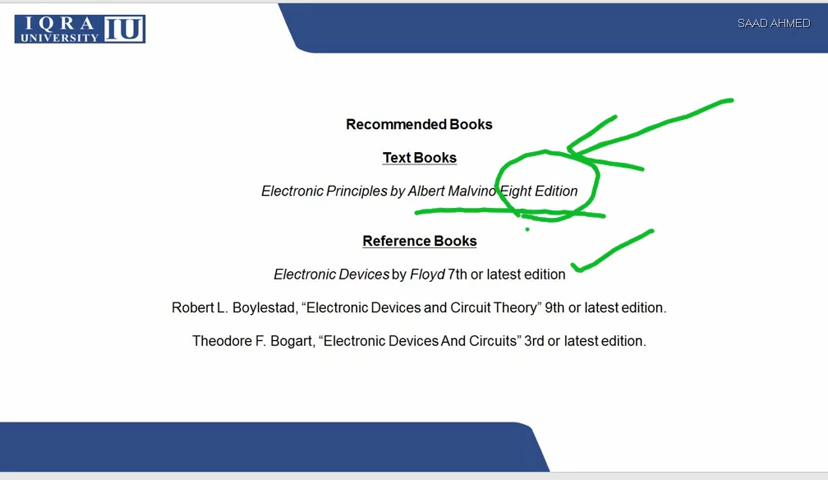 IQRA
UNIVERSITY IU
SAAD AHMED
Recommended Books
Text Books
Electronic Principles by Albert Malvino Eight Edition
Reference Books
Electronic Devices by Floyd 7th or latest edition
Robert L. Boylestad, “Electronic Devices and Circuit Theory” 9th or latest edition.
Theodore F. Bogart, “Electronic Devices And Circuits” 3rd or latest edition.